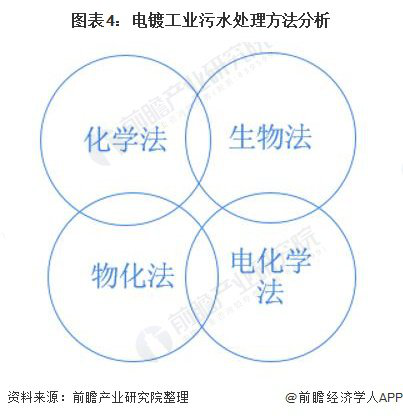 图表4：电镀工业污水处理方法分析
化学法
生物法
物化法
电化学
法
前瞻产业研究院
前瞻产业研究院
资料来源：前瞻产业研究院整理
@前瞻经济学人APP